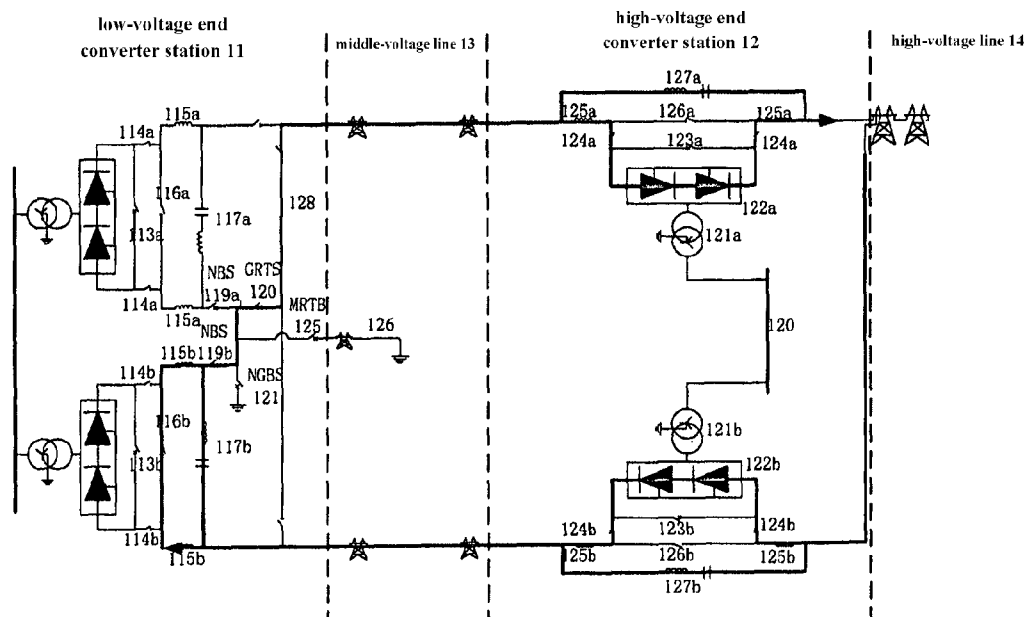 low-voltage end
converter station 11
middle-voltage line 13
high-voltage end
converter station 12
high-voltage line 14
127a
115a
125a
126a
125a
114a
124a
123a
124a
116a
128
122a
117a
113a
121a
NBS
GRTS
114a
119a
120
115a
MRTB
NBS
125
126
120
115b
119b
114b
NGBS
121
116b
121b
117b
113b
122b
124b
123b
124b
114b
115b
125b
126b
125b
127b